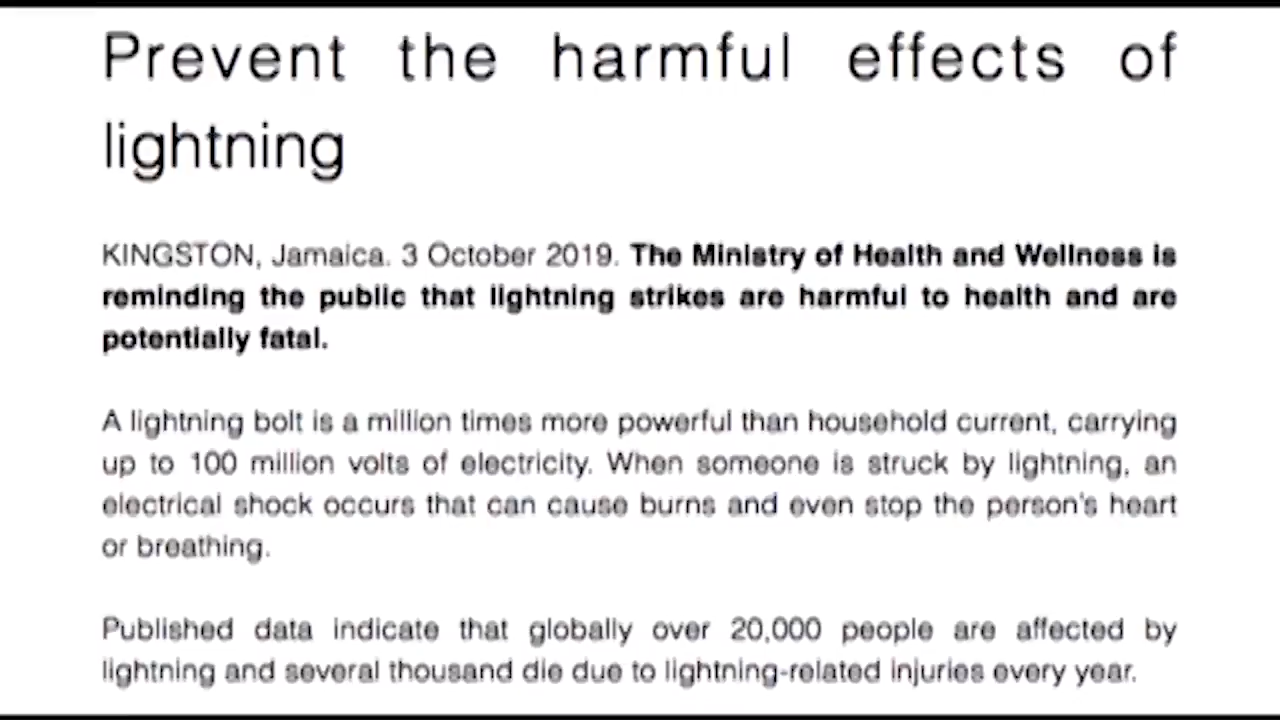 Prevent the harmful effects of
lightning
KINGSTON, Jamaica. 3 October 2019. The Ministry of Health and Wellness is
reminding the public that lightning strikes are harmful to health and are
potentially fatal.
A lightning bolt is a million times more powerful than household current, carrying
up to 100 million volts of electricity. When someone is struck by lightning, an
electrical shock occurs that can cause burns and even stop the person's heart
or breathing.
Published data indicate that globally over 20,000 people are affected by
lightning and several thousand die due to lightning-related injuries every year.